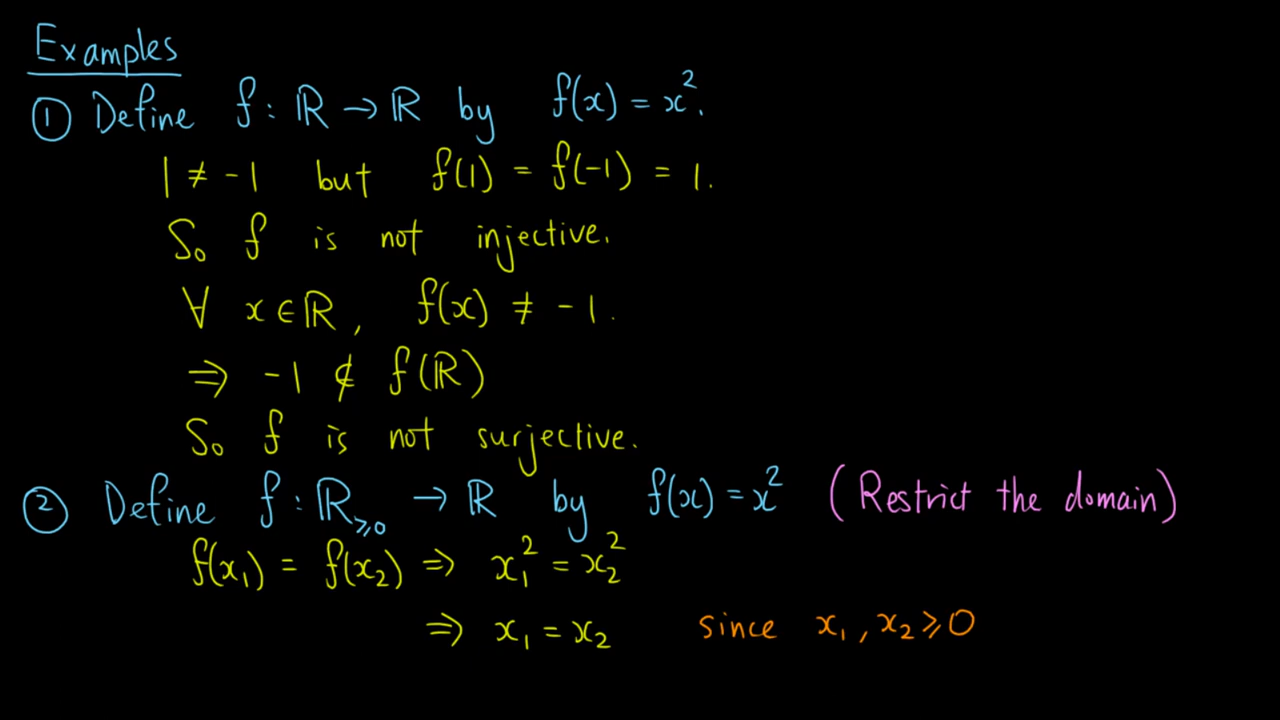 Examples
① Define f : ℝ → ℝ by f(x) = x².
1 ≠ -1 but f(1) = f(-1) = 1.
So f is not injective.
∀ x ∈ ℝ, f(x) ≠ -1.
⇒ -1 ∉ f(ℝ)
So f is not surjective.
② Define f : ℝ≥0 → ℝ by f(x) = x² (Restrict the domain)
f(x₁) = f(x₂) ⇒ x₁² = x₂²
⇒ x₁ = x₂ since x₁, x₂ ≥ 0